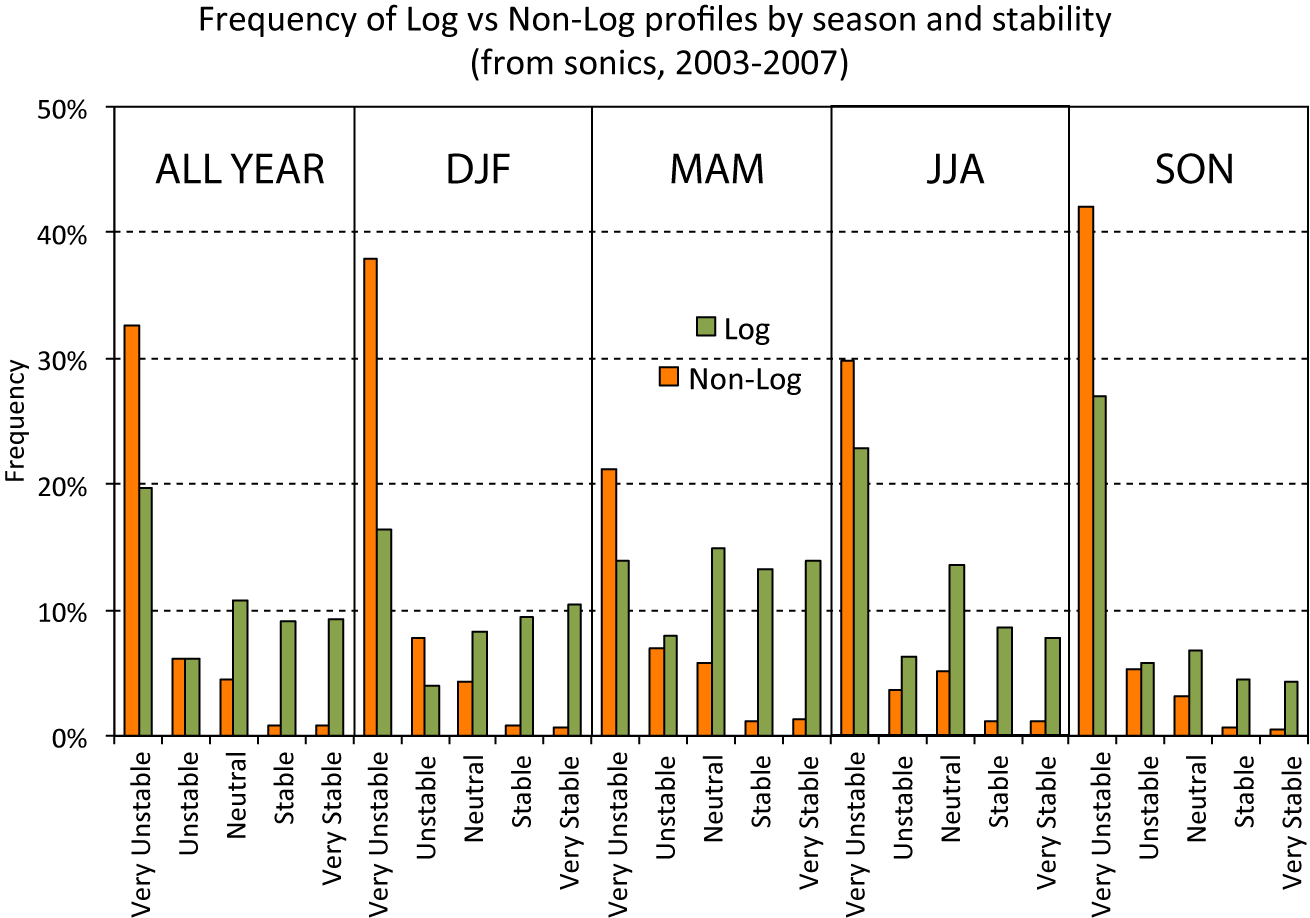 Frequency of Log vs Non-Log profiles by season and stability
(from sonics, 2003-2007)
50%
40%
30%
20%
10%
0%
Frequency
ALL YEAR
DJF
MAM
JJA
SON
Log
Non-Log
Very Unstable
Unstable
Neutral
Stable
Very Stable
Very Unstable
Unstable
Neutral
Stable
Very Stable
Very Unstable
Unstable
Neutral
Stable
Very Stable
Very Unstable
Unstable
Neutral
Stable
Very Stable
Very Unstable
Unstable
Neutral
Stable
Very Stable